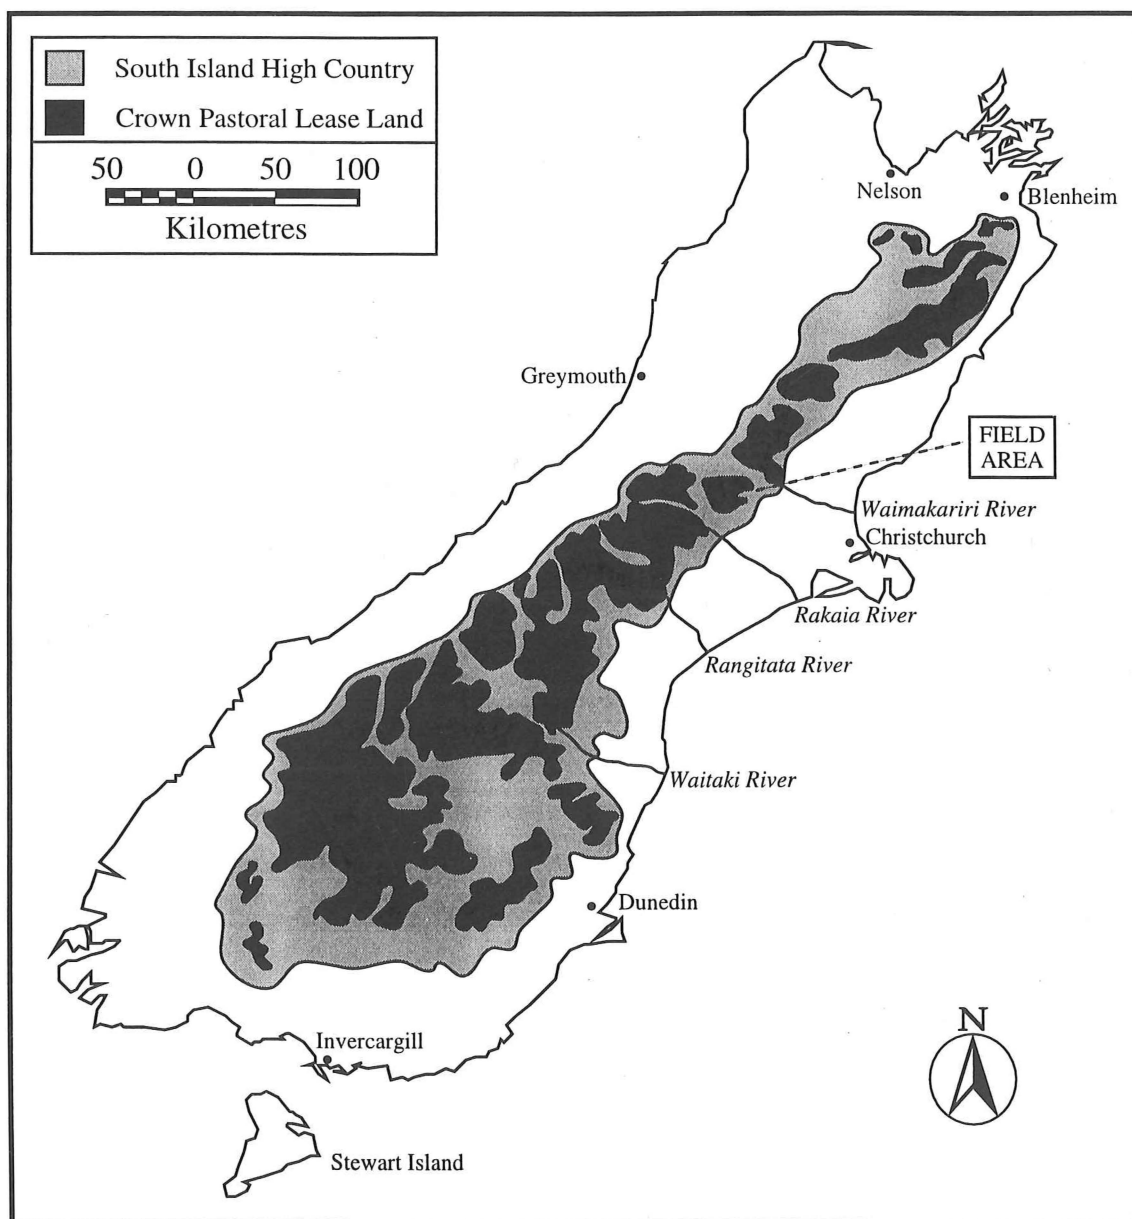 South Island High Country
Crown Pastoral Lease Land
50 0 50 100
Kilometres
Nelson
Blenheim
Greymouth
FIELD
AREA
Waimakariri River
Christchurch
Rakaia River
Rangitata River
Waitaki River
Dunedin
N
Invercargill
Stewart Island